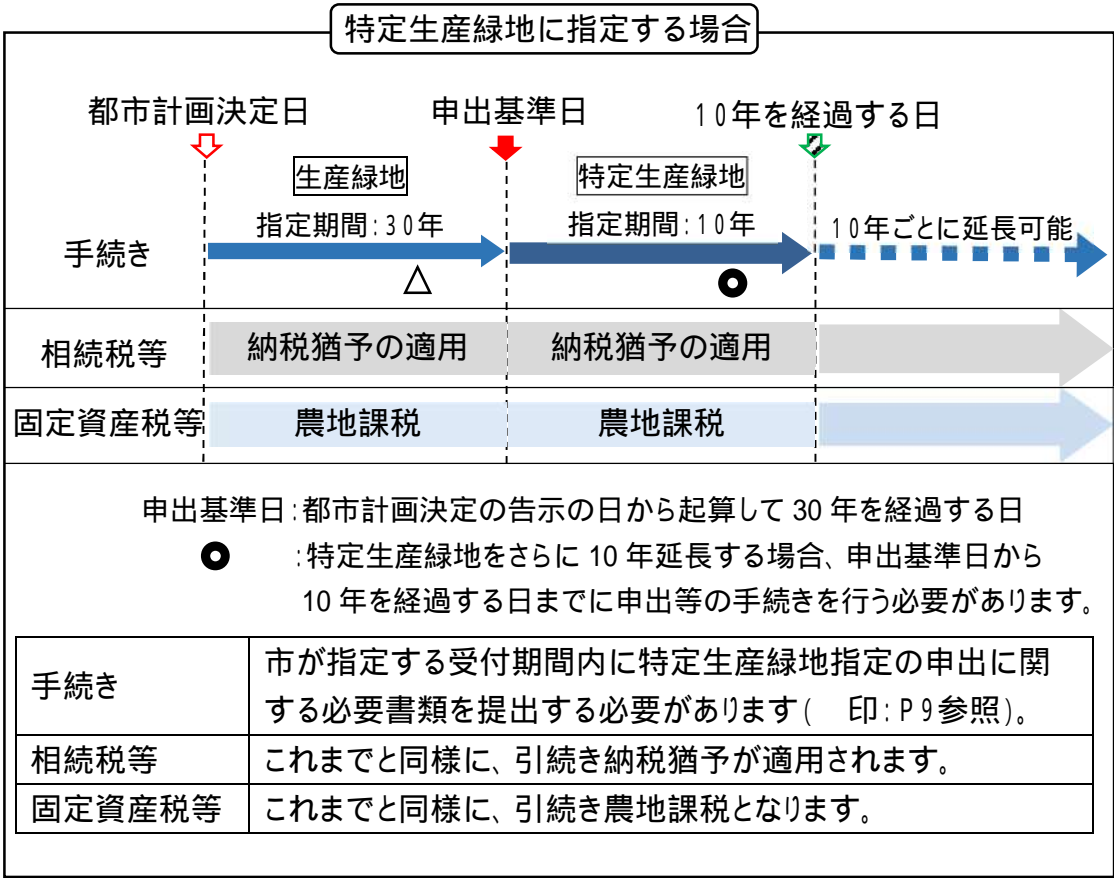 特定生産緑地に指定する場合
都市計画決定日
申出基準日
10年を経過する日
生産緑地
特定生産緑地
指定期間:30年
指定期間:10年
10年ごとに延長可能
手続き
相続税等
納税猶予の適用
納税猶予の適用
固定資産税等
農地課税
農地課税
申出基準日:都市計画決定の告示の日から起算して 30 年を経過する日
:特定生産緑地をさらに 10 年延長する場合、申出基準日から
10 年を経過する日までに申出等の手続きを行う必要があります。
手続き
市が指定する受付期間内に特定生産緑地指定の申出に関
する必要書類を提出する必要があります( 印:P9参照)。
相続税等
これまでと同様に、引続き納税猶予が適用されます。
固定資産税等
これまでと同様に、引続き農地課税となります。